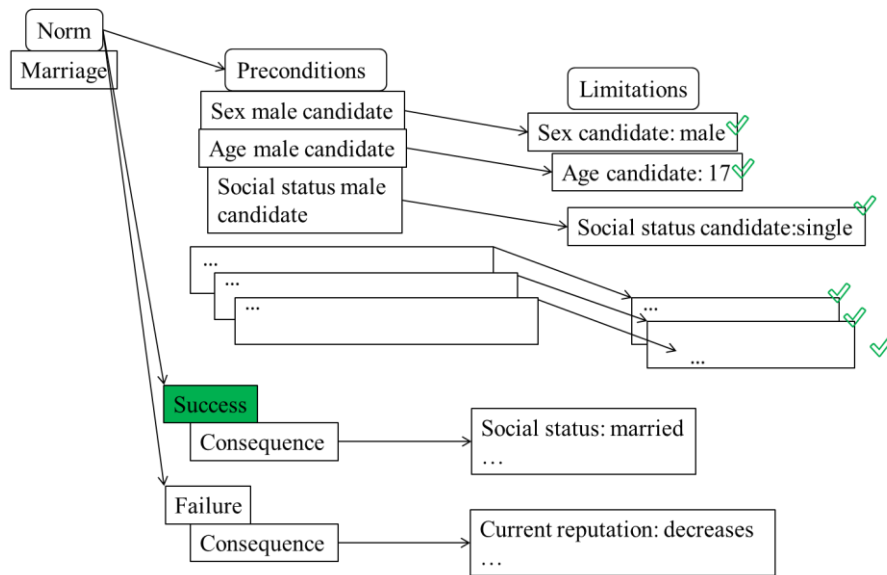 Norm
Marriage
Preconditions
Limitations
Sex male candidate
Sex candidate: male
Age male candidate
Age candidate: 17
Social status male
candidate
Social status candidate:single
...
...
...
...
...
Success
Consequence
Social status: married
…
Failure
Consequence
Current reputation: decreases
…